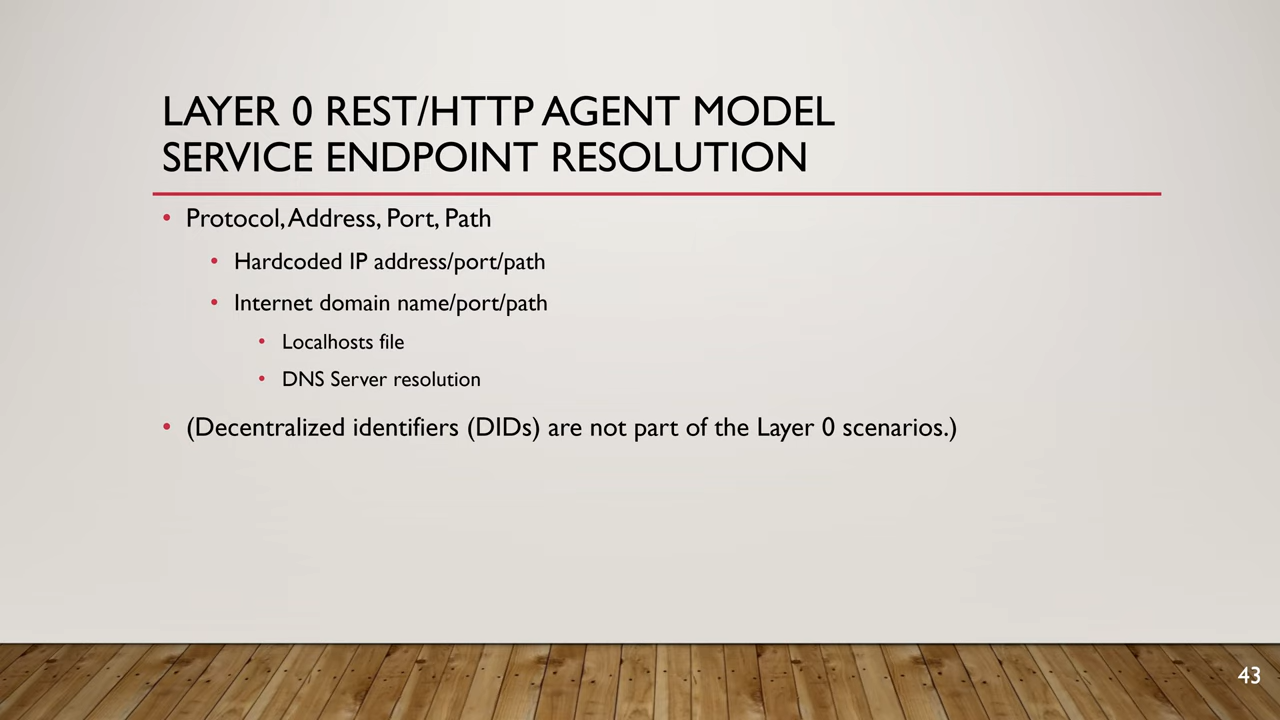 LAYER 0 REST/HTTP AGENT MODEL
SERVICE ENDPOINT RESOLUTION
• Protocol, Address, Port, Path
• Hardcoded IP address/port/path
• Internet domain name/port/path
• Localhosts file
• DNS Server resolution
• (Decentralized identifiers (DIDs) are not part of the Layer 0 scenarios.)
43